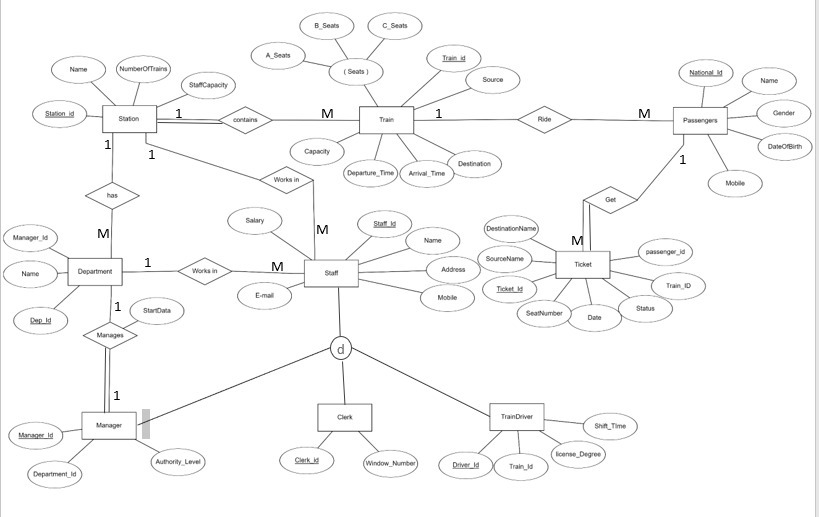 B_Seats
C_Seats
A_Seats
( Seats )
Train_id
Source
Name
NumberOfTrains
StaffCapacity
Station_id
Station
1
contains
M
Train
1
Ride
M
Passengers
National_Id
Name
Gender
DateOfBirth
Mobile
Capacity
Departure_Time
Arrival_Time
Destination
1
1
1
has
Works in
Get
M
M
M
Manager_Id
Name
Dep_Id
Department
1
Works in
M
Staff
Salary
Staff_Id
Name
Address
Mobile
E-mail
DestinationName
SourceName
Ticket_Id
SeatNumber
Date
Status
Train_ID
passenger_id
Ticket
1
StartData
Manages
1
d
Manager
Manager_Id
Department_Id
Authority_Level
Clerk
Clerk_id
Window_Number
TrainDriver
Driver_Id
Train_Id
license_Degree
Shift_TIme